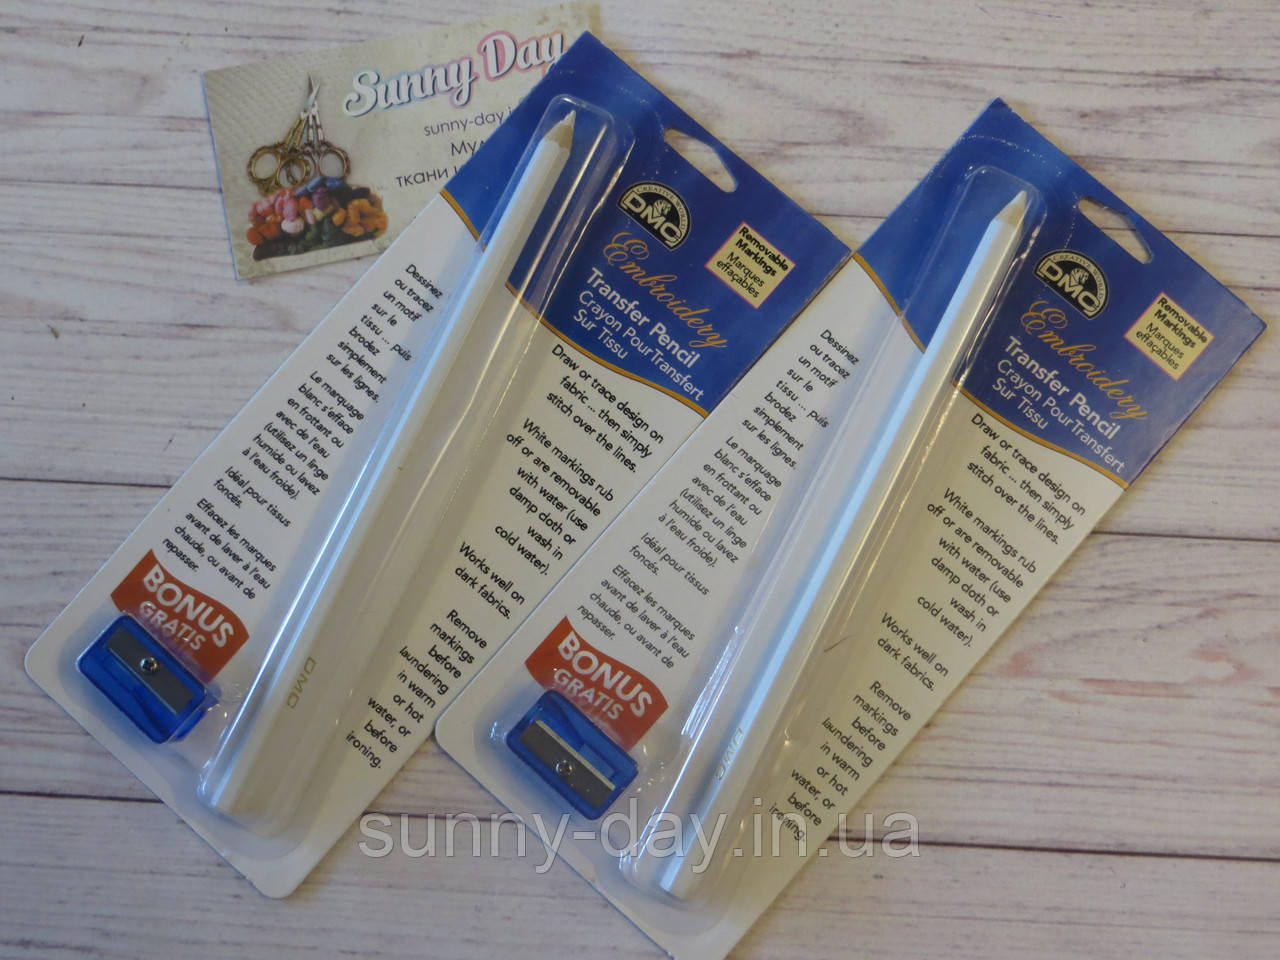 Sunny Day
sunny-day.i
ткани и
CREATIVE WORLD
DMC
Removable
Markings
Marques
effaçables
Embroidery
Transfer Pencil
Crayon Pour Transfert
Sur Tissu
Dessinez
ou tracez
un motif
sur le
tissu ... puis
brodez
simplement
sur les lignes.
Le marquage
blanc s'efface
en frottant ou
avec de l'eau
(utilisez un linge
humide ou lavez
à l'eau froide).
Idéal pour tissus
foncés.
Effacez les marques
avant de laver à l'eau
chaude, ou avant de
repasser.
BONUS
GRATIS
Draw or trace design on
fabric ... then simply
stitch over the lines.
White markings rub
off or are removable
with water (use
damp cloth or
wash in
cold water).
Works well on
dark fabrics.
Remove
markings
before
laundering
in warm
or hot
water, or
before
ironing.
DMC
CREATIVE WORLD
DMC
Removable
Markings
Marques
effaçables
Embroidery
Transfer Pencil
Crayon Pour Transfert
Sur Tissu
Dessinez
ou tracez
un motif
sur le
tissu ... puis
brodez
simplement
sur les lignes.
Le marquage
blanc s'efface
en frottant ou
avec de l'eau
(utilisez un linge
humide ou lavez
à l'eau froide).
Idéal pour tissus
foncés.
Effacez les marques
avant de laver à l'eau
chaude, ou avant de
repasser.
BONUS
GRATIS
Draw or trace design on
fabric ... then simply
stitch over the lines.
White markings rub
off or are removable
with water (use
damp cloth or
wash in
cold water).
Works well on
dark fabrics.
Remove
markings
before
laundering
in warm
or hot
water, or
before
ironing.
DMC
sunny-day.in.ua